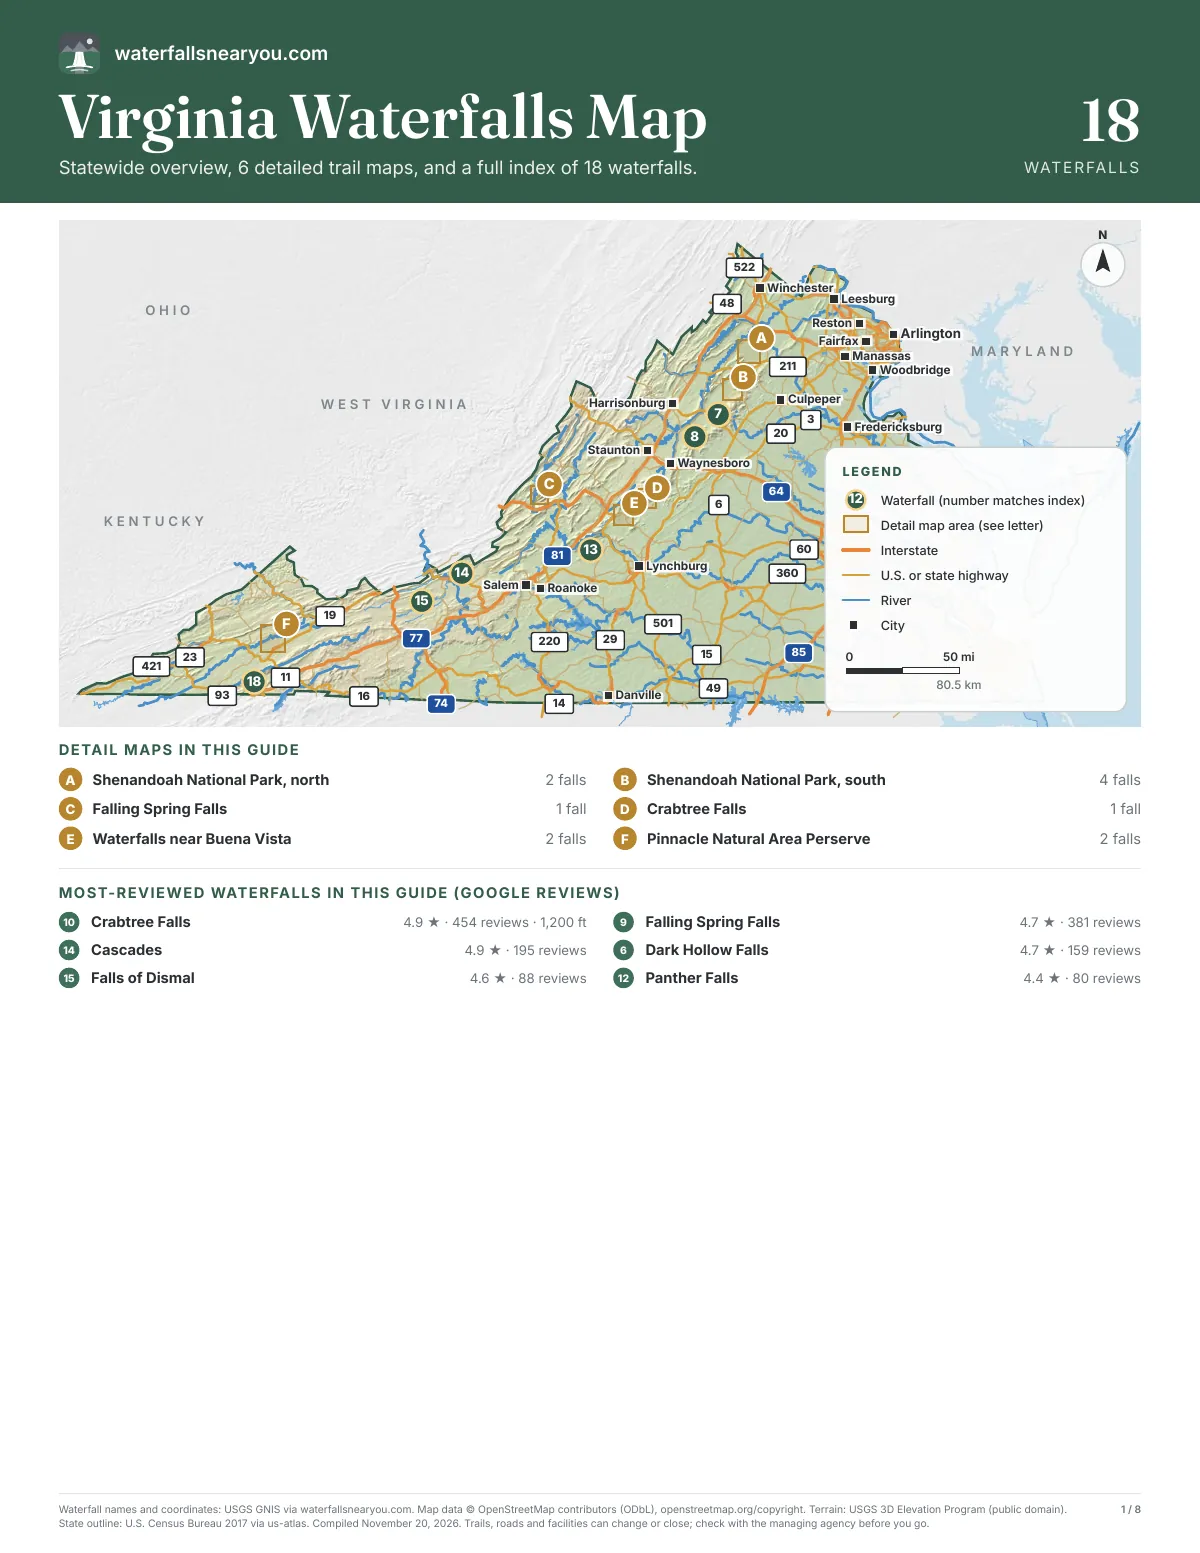 waterfallsnearyou.com
Virginia Waterfalls Map
Statewide overview, 6 detailed trail maps, and a full index of 18 waterfalls.
18
WATERFALLS
N
OHIO
WEST VIRGINIA
KENTUCKY
MARYLAND
522
Winchester
48
Leesburg
Reston
Arlington
Fairfax
A
Manassas
211
Woodbridge
B
Harrisonburg
Culpeper
7
3
20
Fredericksburg
8
Staunton
Waynesboro
C
D
64
E
6
81
13
60
Lynchburg
360
14
Salem
Roanoke
15
19
F
501
77
220
29
23
421
15
85
11
18
93
16
74
14
Danville
49
LEGEND
12
Waterfall (number matches index)
Detail map area (see letter)
Interstate
U.S. or state highway
River
City
0 50 mi
80.5 km
DETAIL MAPS IN THIS GUIDE
A Shenandoah National Park, north 2 falls
B Shenandoah National Park, south 4 falls
C Falling Spring Falls 1 fall
D Crabtree Falls 1 fall
E Waterfalls near Buena Vista 2 falls
F Pinnacle Natural Area Perserve 2 falls
MOST-REVIEWED WATERFALLS IN THIS GUIDE (GOOGLE REVIEWS)
10 Crabtree Falls 4.9 ★ · 454 reviews · 1,200 ft
9 Falling Spring Falls 4.7 ★ · 381 reviews
14 Cascades 4.9 ★ · 195 reviews
6 Dark Hollow Falls 4.7 ★ · 159 reviews
15 Falls of Dismal 4.6 ★ · 88 reviews
12 Panther Falls 4.4 ★ · 80 reviews
Waterfall names and coordinates: USGS GNIS via waterfallsnearyou.com. Map data © OpenStreetMap contributors (ODbL), openstreetmap.org/copyright. Terrain: USGS 3D Elevation Program (public domain).
State outline: U.S. Census Bureau 2017 via us-atlas. Compiled November 20, 2026. Trails, roads and facilities can change or close; check with the managing agency before you go.
1 / 8